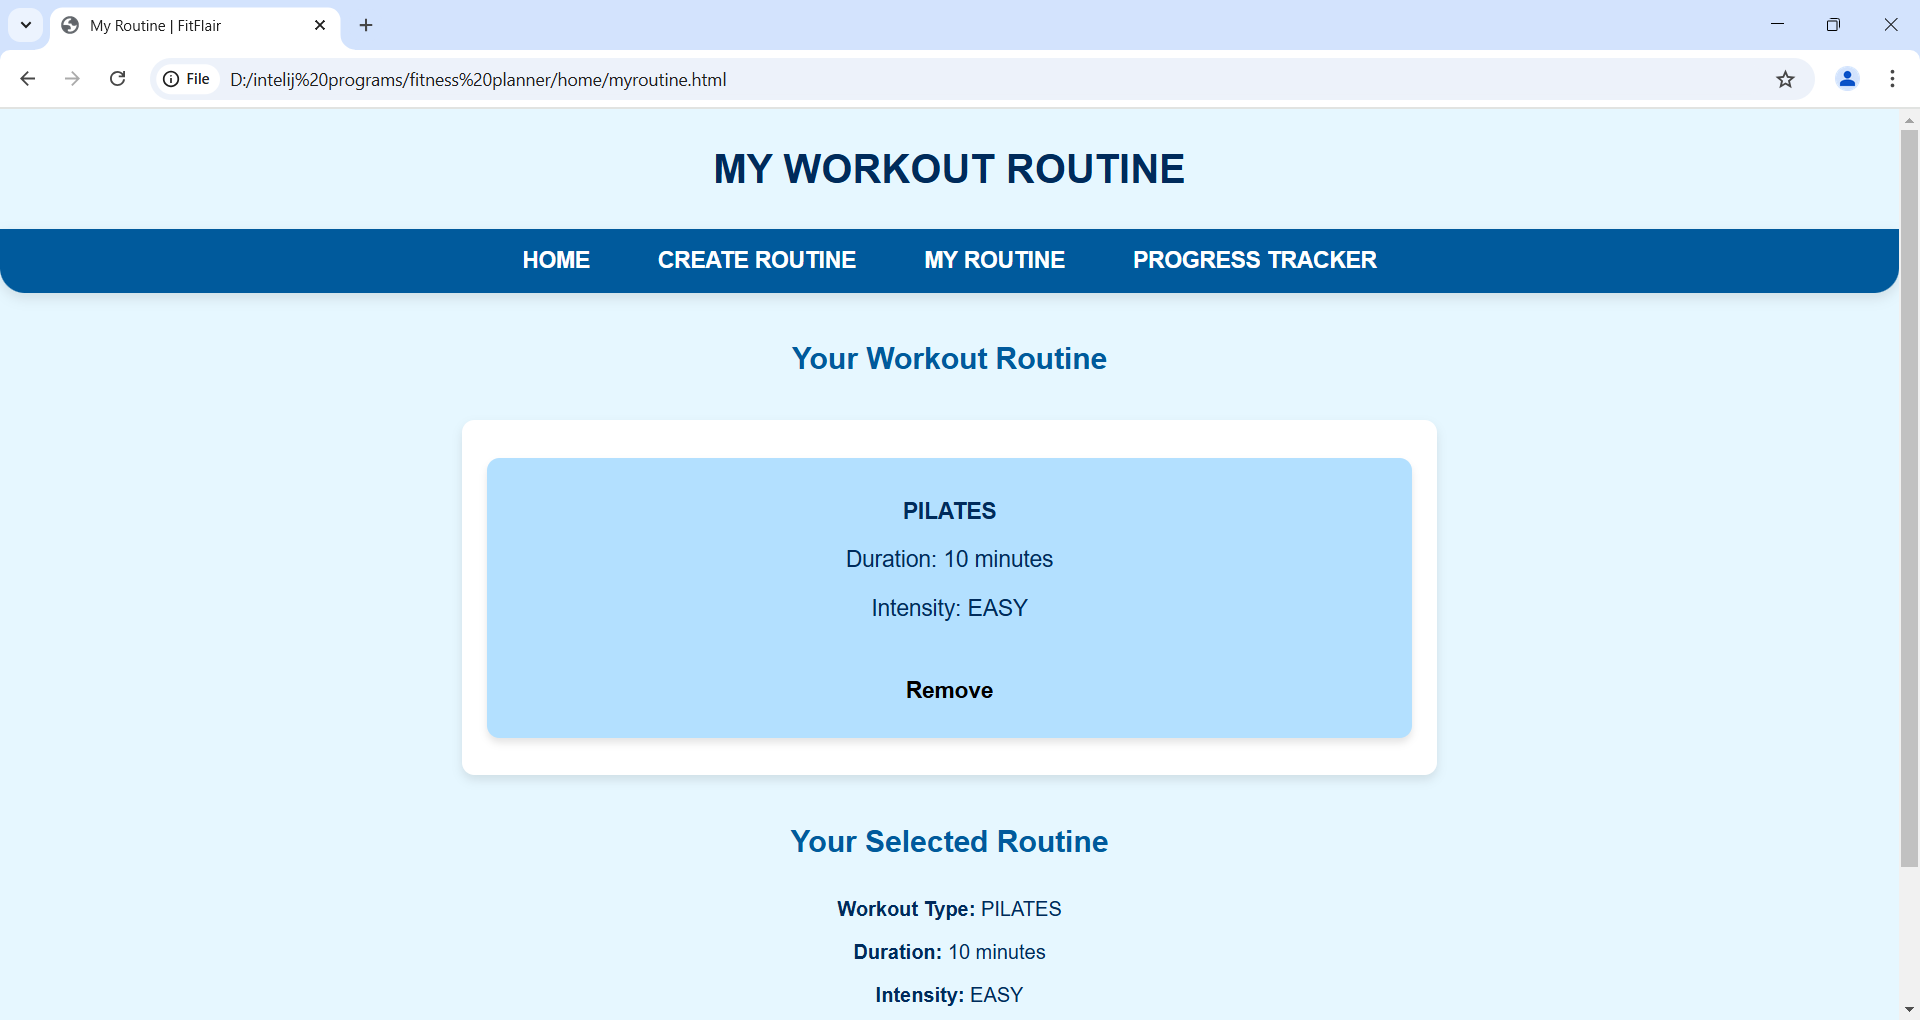 My Routine | FitFlair
File
D:/intelij%20programs/fitness%20planner/home/myroutine.html
MY WORKOUT ROUTINE
HOME CREATE ROUTINE MY ROUTINE PROGRESS TRACKER
Your Workout Routine
PILATES
Duration: 10 minutes
Intensity: EASY
Remove
Your Selected Routine
Workout Type: PILATES
Duration: 10 minutes
Intensity: EASY